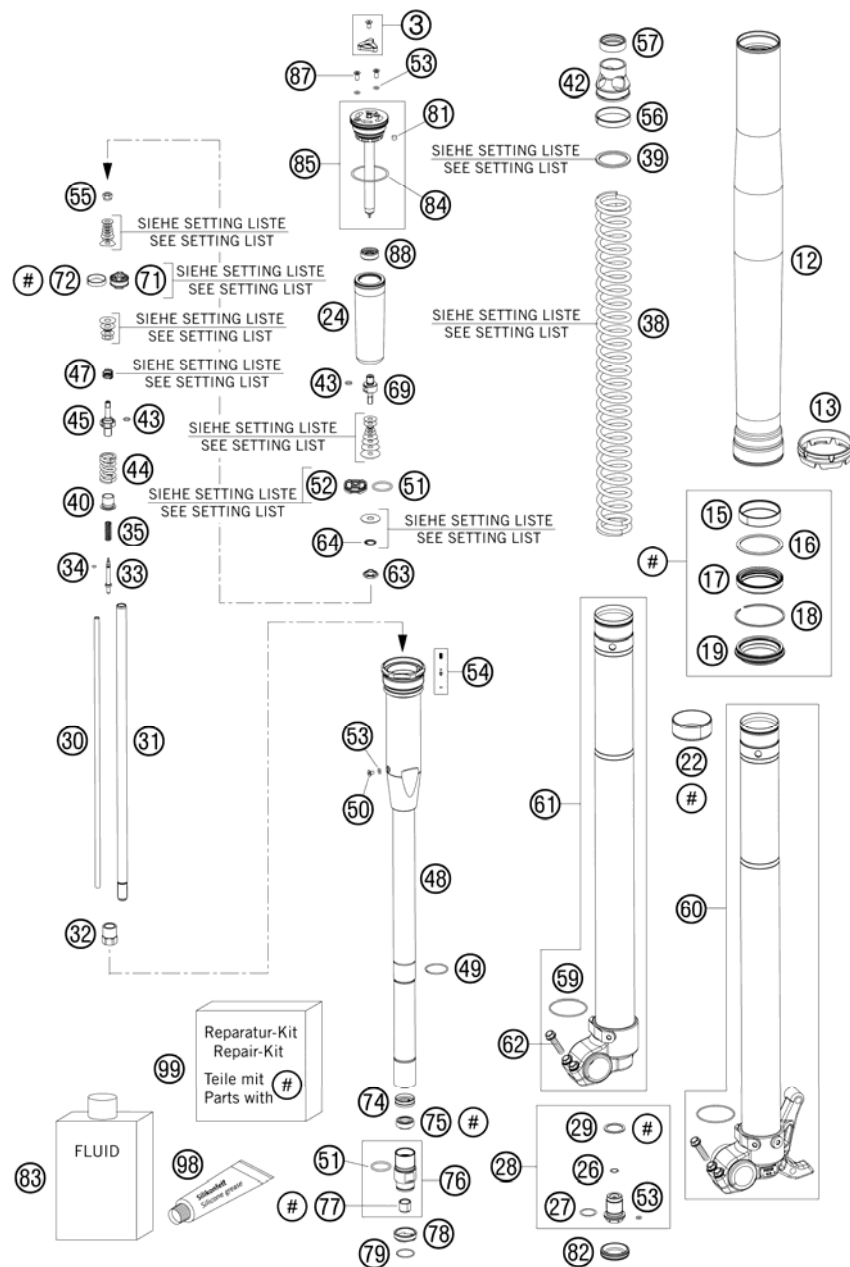 3
87
53
57
42
81
56
SIEHE SETTING LISTE
SEE SETTING LIST
39
85
84
55
SIEHE SETTING LISTE
SEE SETTING LIST
88
12
# 72 71
SIEHE SETTING LISTE
SEE SETTING LIST
24
SIEHE SETTING LISTE
SEE SETTING LIST
38
SIEHE SETTING LISTE
SEE SETTING LIST
47
SIEHE SETTING LISTE
SEE SETTING LIST
43
69
45
43
13
SIEHE SETTING LISTE
SEE SETTING LIST
44
52
51
SIEHE SETTING LISTE
SEE SETTING LIST
40
15
SIEHE SETTING LISTE
SEE SETTING LIST
35
16
64
#
34
33
63
17
18
19
54
30
31
53
22
#
50
61
48
60
32
49
59
Reparatur-Kit
Repair-Kit
Teile mit
Parts with #
99
62
74
75 #
29 #
FLUID
83
98
Silikonfett
Silicone grease
51
76
28
26
# 77
27
53
78
79
82